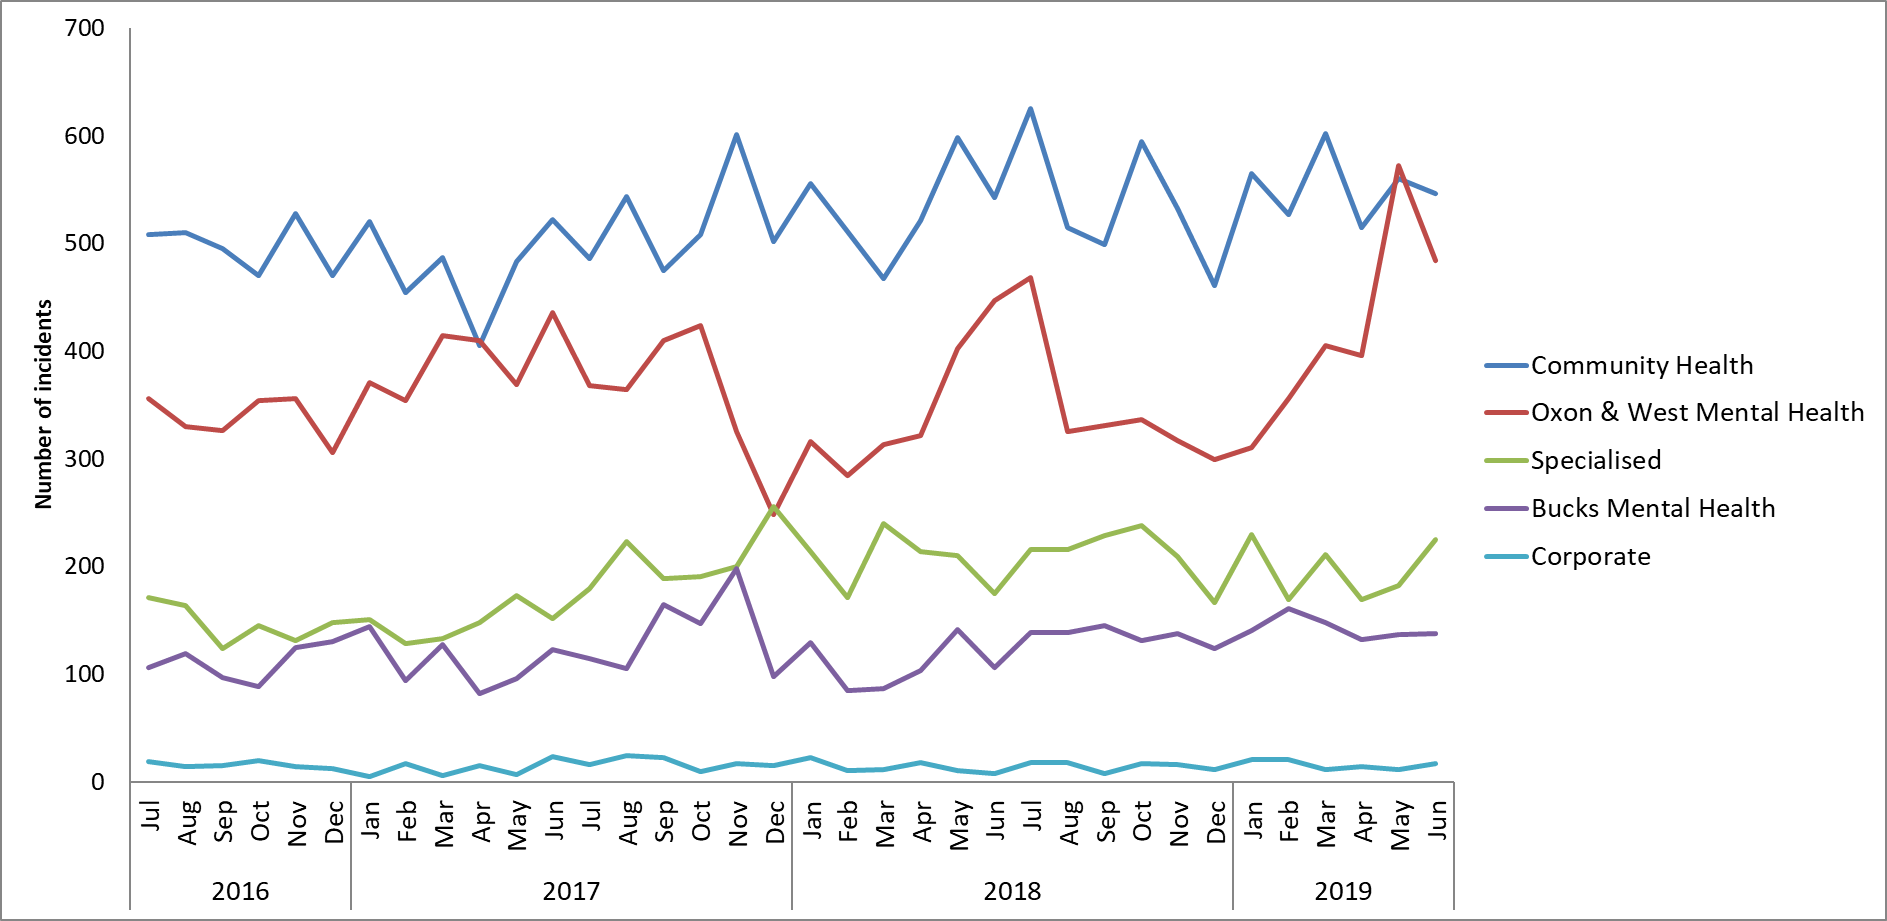 700
600
500
400
300
200
100
0
Number of incidents
Jul Aug Sep Oct Nov Dec Jan Feb Mar Apr May Jun Jul Aug Sep Oct Nov Dec Jan Feb Mar Apr May Jun Jul Aug Sep Oct Nov Dec Jan Feb Mar Apr May Jun
2016 2017 2018 2019
Community Health
Oxon & West Mental Health
Specialised
Bucks Mental Health
Corporate